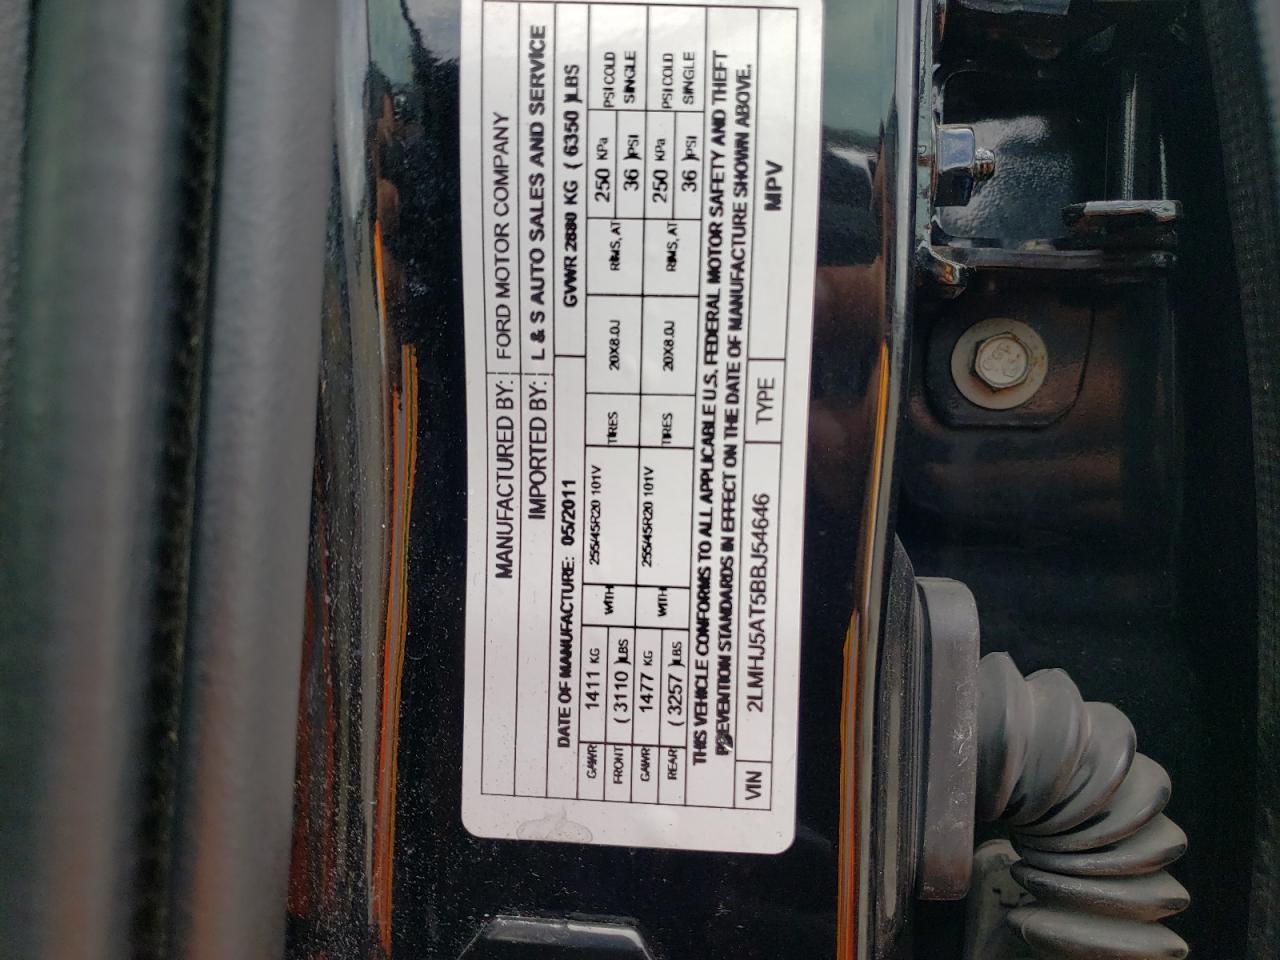 MANUFACTURED BY: FORD MOTOR COMPANY
IMPORTED BY: L & S AUTO SALES AND SERVICE
DATE OF MANUFACTURE: 05/2011 GVWR 2880 KG ( 6350 )LBS
GAWR 1411 KG WITH 255/45R20 101V TIRES 20X8.0J RIMS, AT 250 KPa PSI COLD
FRONT ( 3110 )LBS 36 )PSI SINGLE
GAWR 1477 KG WITH 255/45R20 101V TIRES 20X8.0J RIMS, AT 250 KPa PSI COLD
REAR ( 3257 )LBS 36 )PSI SINGLE
THIS VEHICLE CONFORMS TO ALL APPLICABLE U.S. FEDERAL MOTOR SAFETY AND THEFT
PREVENTION STANDARDS IN EFFECT ON THE DATE OF MANUFACTURE SHOWN ABOVE.
VIN 2LMHJ5AT5BBJ54646 TYPE MPV